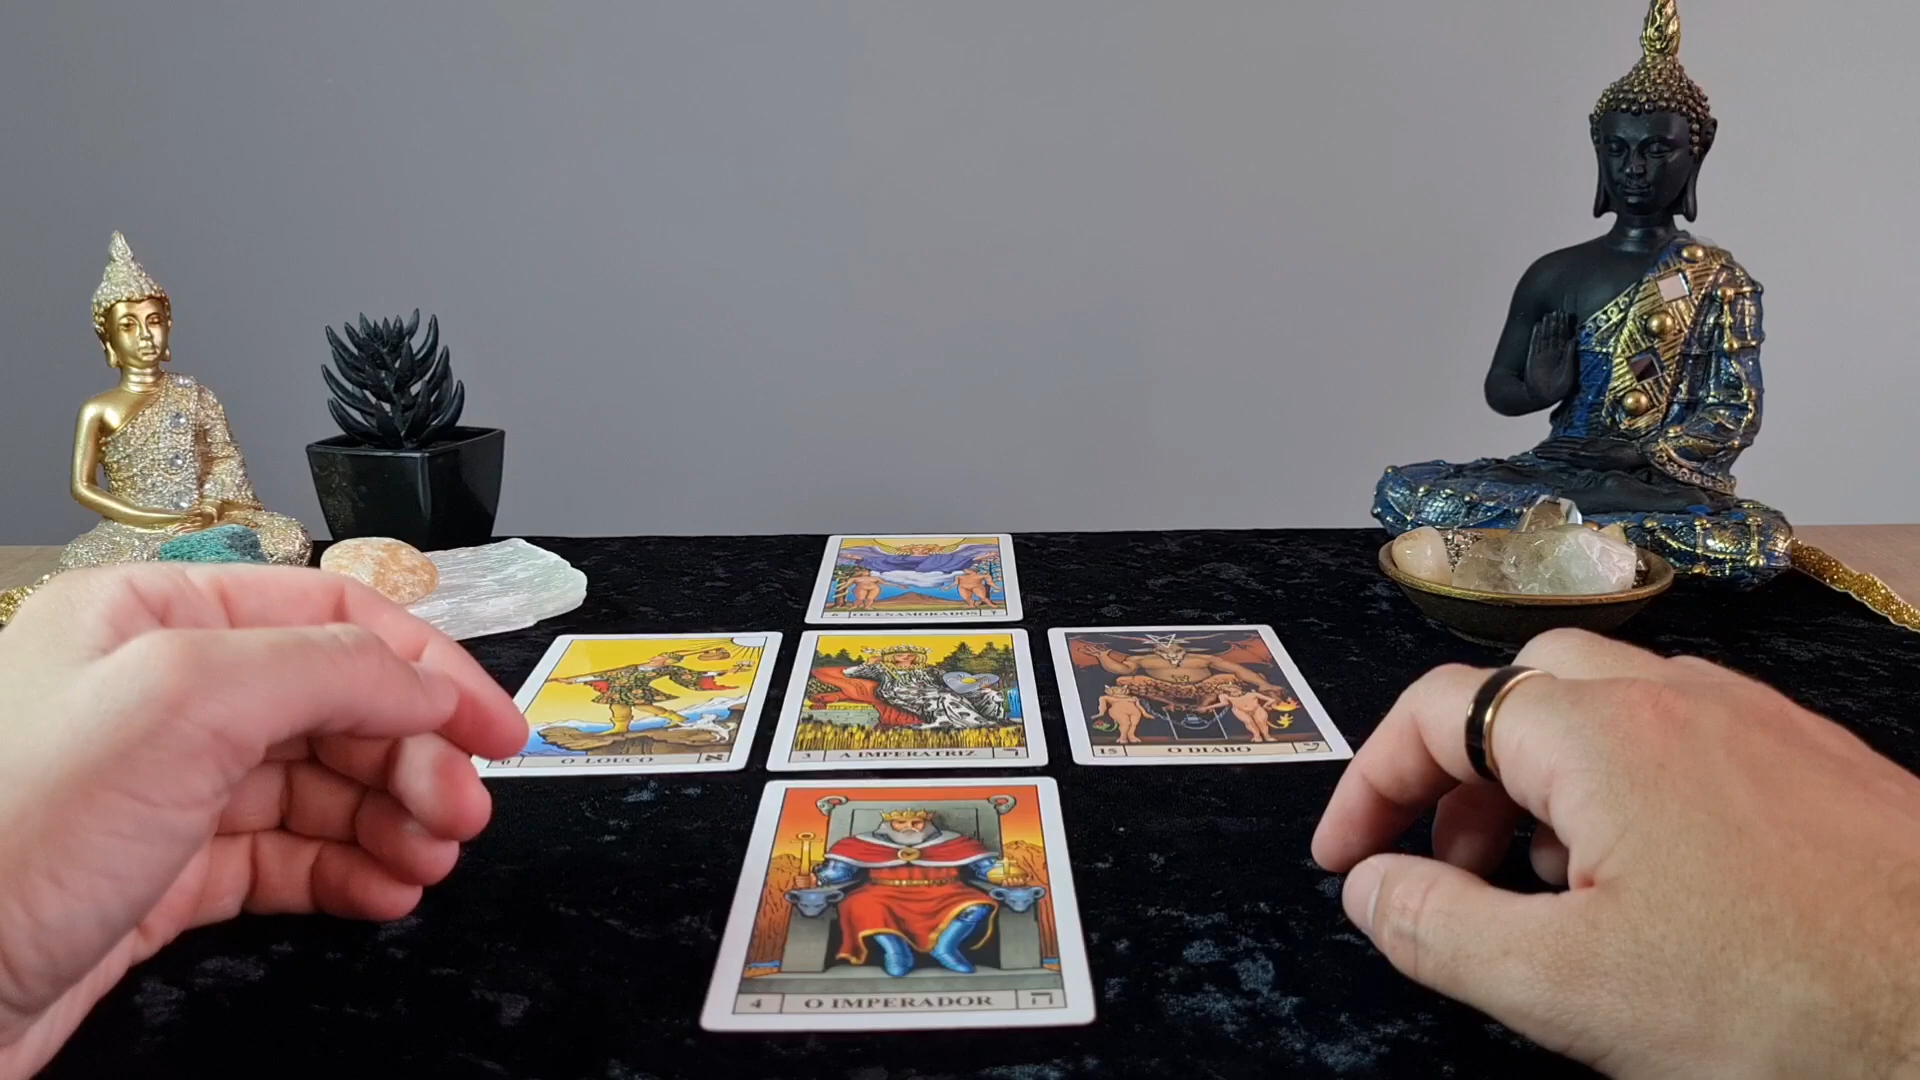 6 OS ENAMORADOS ז
0 O LOUCO א
3 A IMPERATRIZ ד
15 O DIABO ע
4 O IMPERADOR ה